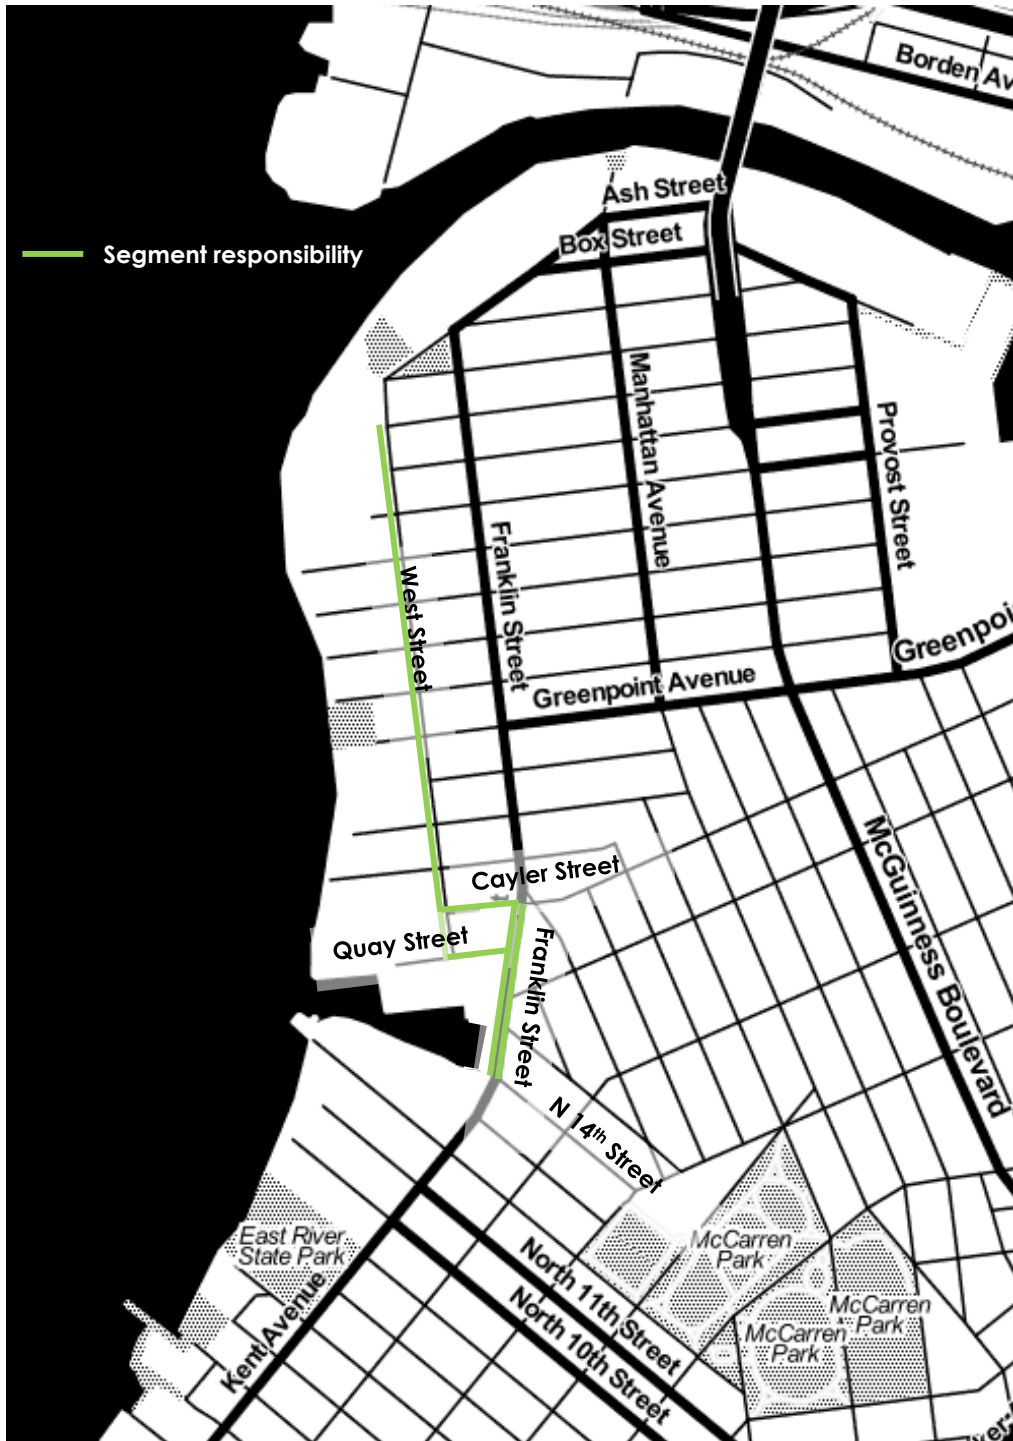 Borden Av
Ash Street
Box Street
Segment responsibility
Manhattan Avenue
Provost Street
Franklin Street
West Street
Greenpoi
Greenpoint Avenue
McGuinness Boulevard
Cayler Street
Quay Street
Franklin Street
N 14th Street
East River
State Park
McCarren
Park
McCarren
Park
McCarren
Park
North 11th Street
North 10th Street
Kent Avenue